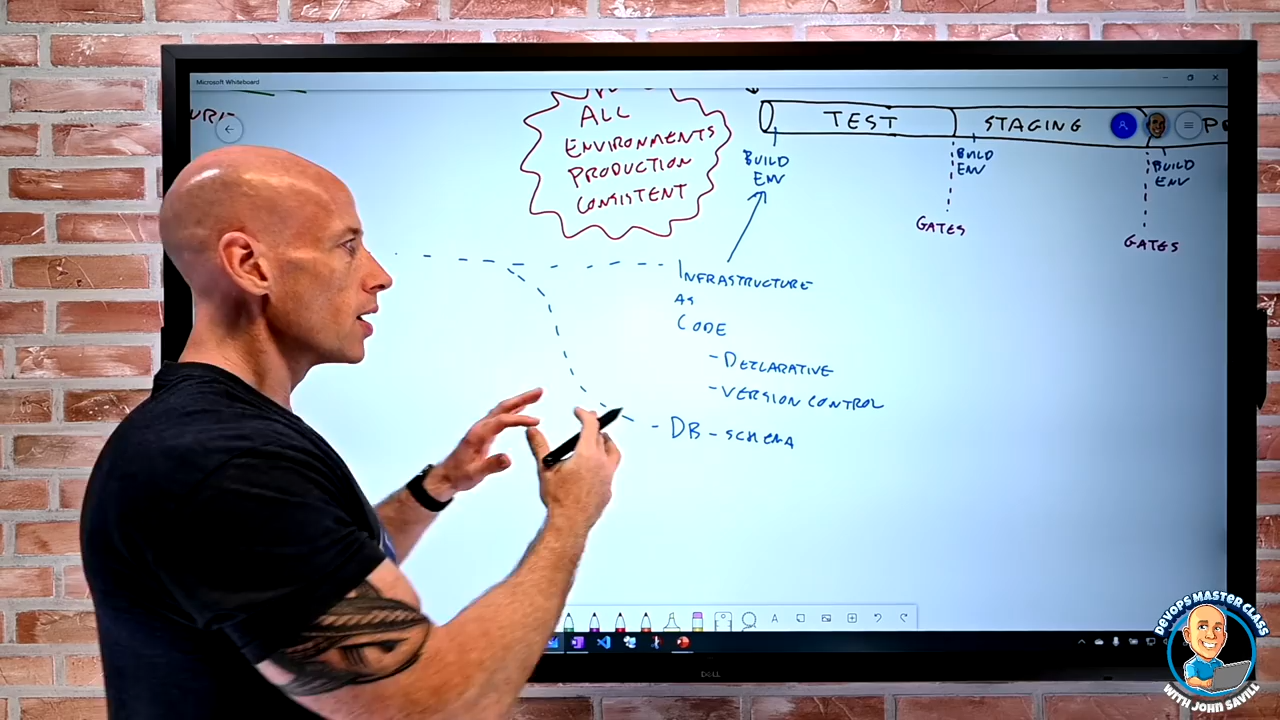 Microsoft Whiteboard
ALL
ENVIRONMENTS
PRODUCTION
CONSISTENT
TEST
STAGING
BUILD
ENV
BUILD
ENV
BUILD
ENV
GATES
GATES
INFRASTRUCTURE
AS
CODE
- DECLARATIVE
- VERSION CONTROL
- DB - SCHEMA
DELL
DEVOPS MASTER CLASS
WITH JOHN SAVILL